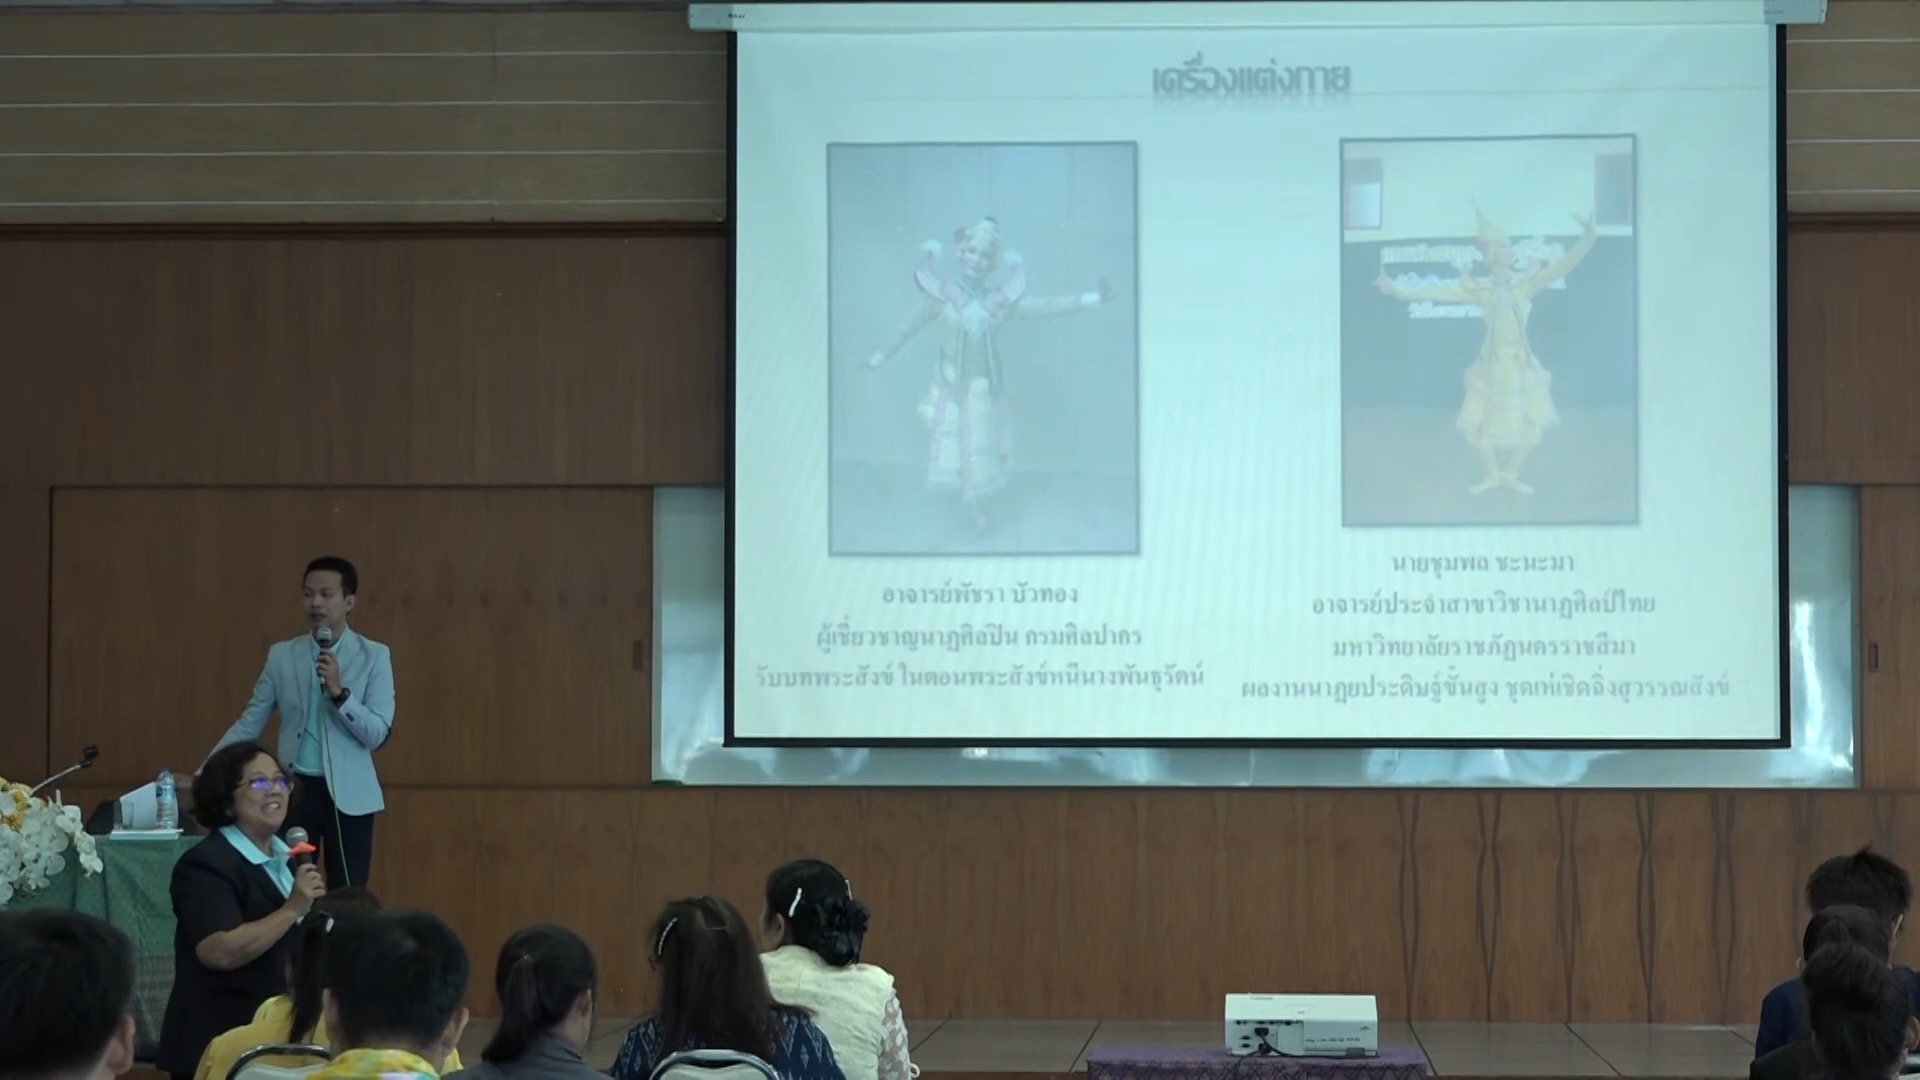 เครื่องแต่งกาย
อาจารย์พัชรา บัวทอง
ผู้เชี่ยวชาญนาฏศิลปิน กรมศิลปากร
รับบทพระสังข์ ในตอนพระสังข์หนีนางพันธุรัตน์
นายชุมพล ชะนะมา
อาจารย์ประจำสาขาวิชานาฏศิลป์ไทย
มหาวิทยาลัยราชภัฏนครราชสีมา
ผลงานนาฏยประดิษฐ์ขั้นสูง ชุดเห่เชิดฉิ่งสุวรรณสังข์